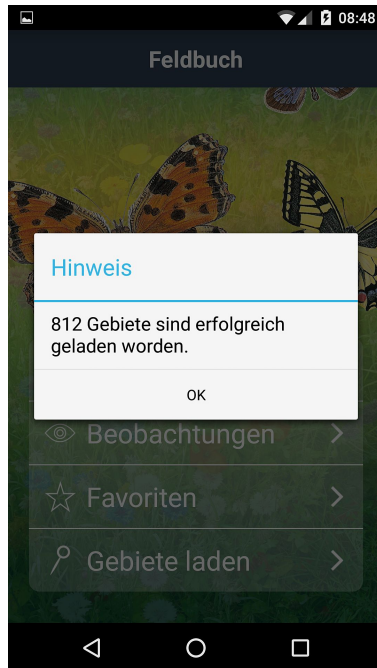 08:48
Feldbuch
Hinweis
812 Gebiete sind erfolgreich
geladen worden.
OK
Beobachtungen
Favoriten
Gebiete laden